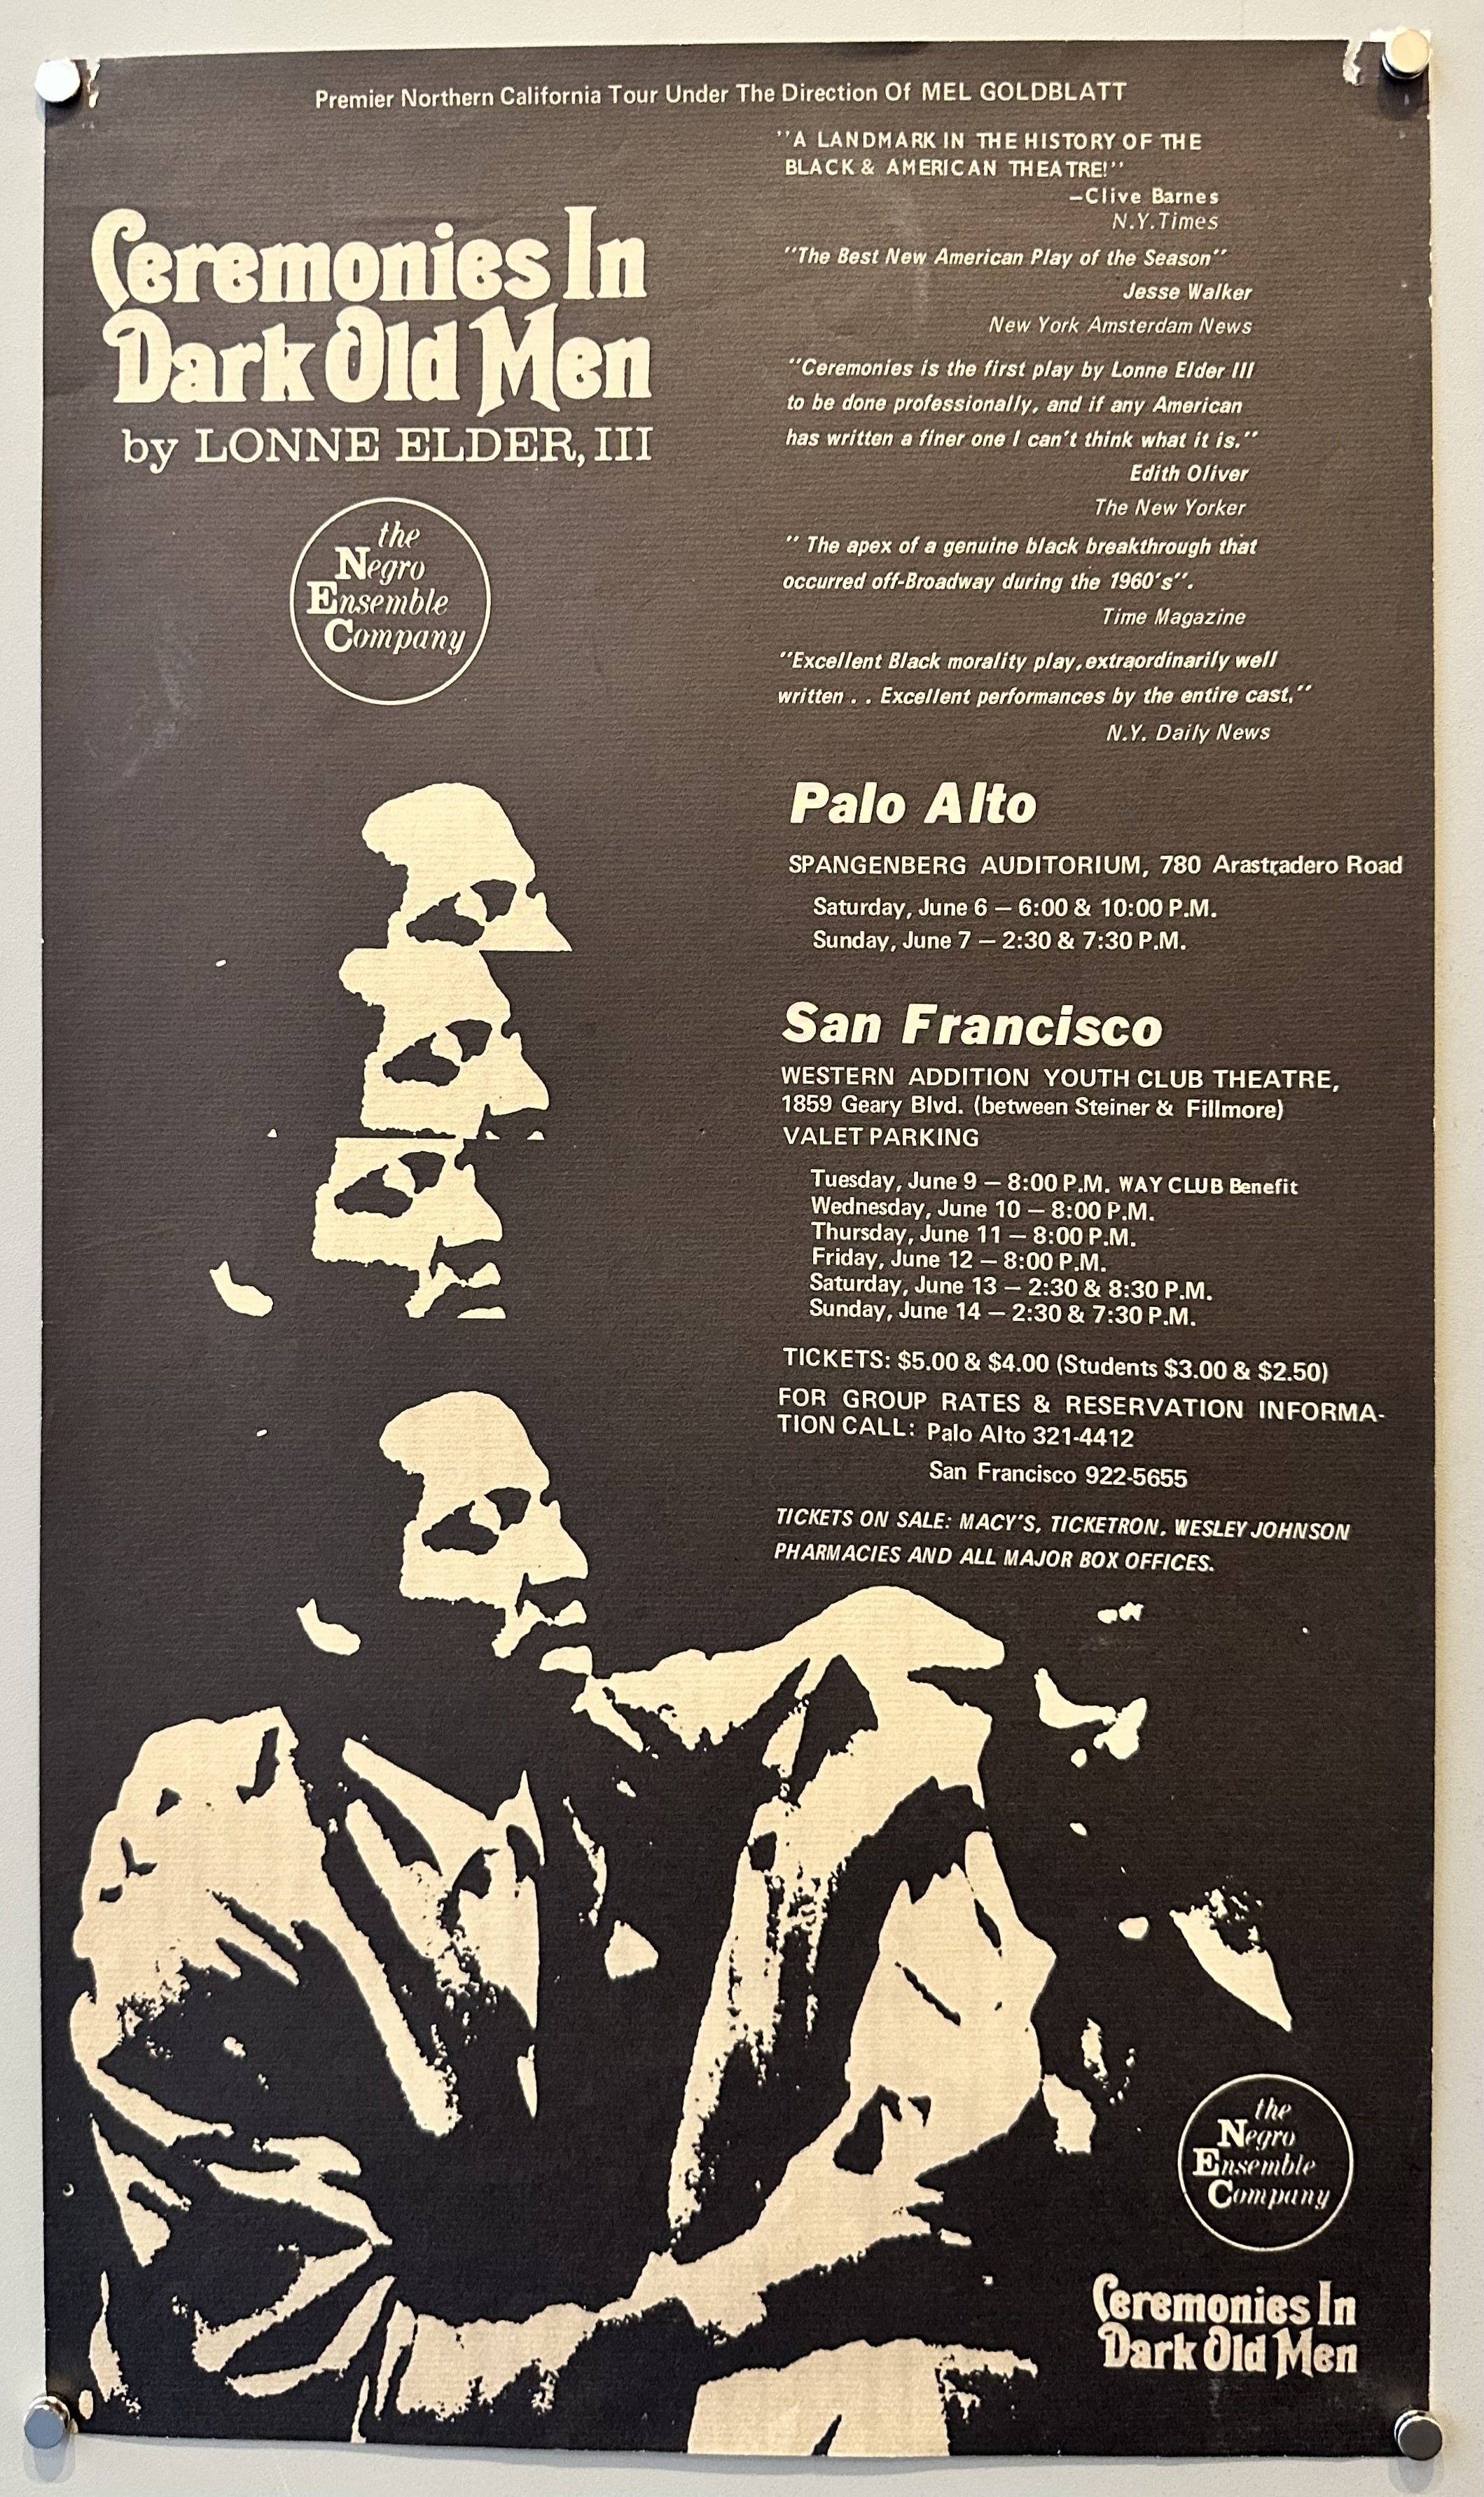 Premier Northern California Tour Under The Direction Of MEL GOLDBLATT
Ceremonies In
Dark Old Men
by LONNE ELDER, III
the
Negro
Ensemble
Company
"A LANDMARK IN THE HISTORY OF THE
BLACK & AMERICAN THEATRE!"
—Clive Barnes
N.Y.Times
"The Best New American Play of the Season"
Jesse Walker
New York Amsterdam News
"Ceremonies is the first play by Lonne Elder III
to be done professionally, and if any American
has written a finer one I can't think what it is."
Edith Oliver
The New Yorker
" The apex of a genuine black breakthrough that
occurred off-Broadway during the 1960's".
Time Magazine
"Excellent Black morality play, extraordinarily well
written . . Excellent performances by the entire cast."
N.Y. Daily News
Palo Alto
SPANGENBERG AUDITORIUM, 780 Arastradero Road
Saturday, June 6 — 6:00 & 10:00 P.M.
Sunday, June 7 — 2:30 & 7:30 P.M.
San Francisco
WESTERN ADDITION YOUTH CLUB THEATRE,
1859 Geary Blvd. (between Steiner & Fillmore)
VALET PARKING
Tuesday, June 9 — 8:00 P.M. WAY CLUB Benefit
Wednesday, June 10 — 8:00 P.M.
Thursday, June 11 — 8:00 P.M.
Friday, June 12 — 8:00 P.M.
Saturday, June 13 — 2:30 & 8:30 P.M.
Sunday, June 14 — 2:30 & 7:30 P.M.
TICKETS: $5.00 & $4.00 (Students $3.00 & $2.50)
FOR GROUP RATES & RESERVATION INFORMA-
TION CALL: Palo Alto 321-4412
San Francisco 922-5655
TICKETS ON SALE: MACY'S, TICKETRON, WESLEY JOHNSON
PHARMACIES AND ALL MAJOR BOX OFFICES.
the
Negro
Ensemble
Company
Ceremonies In
Dark Old Men